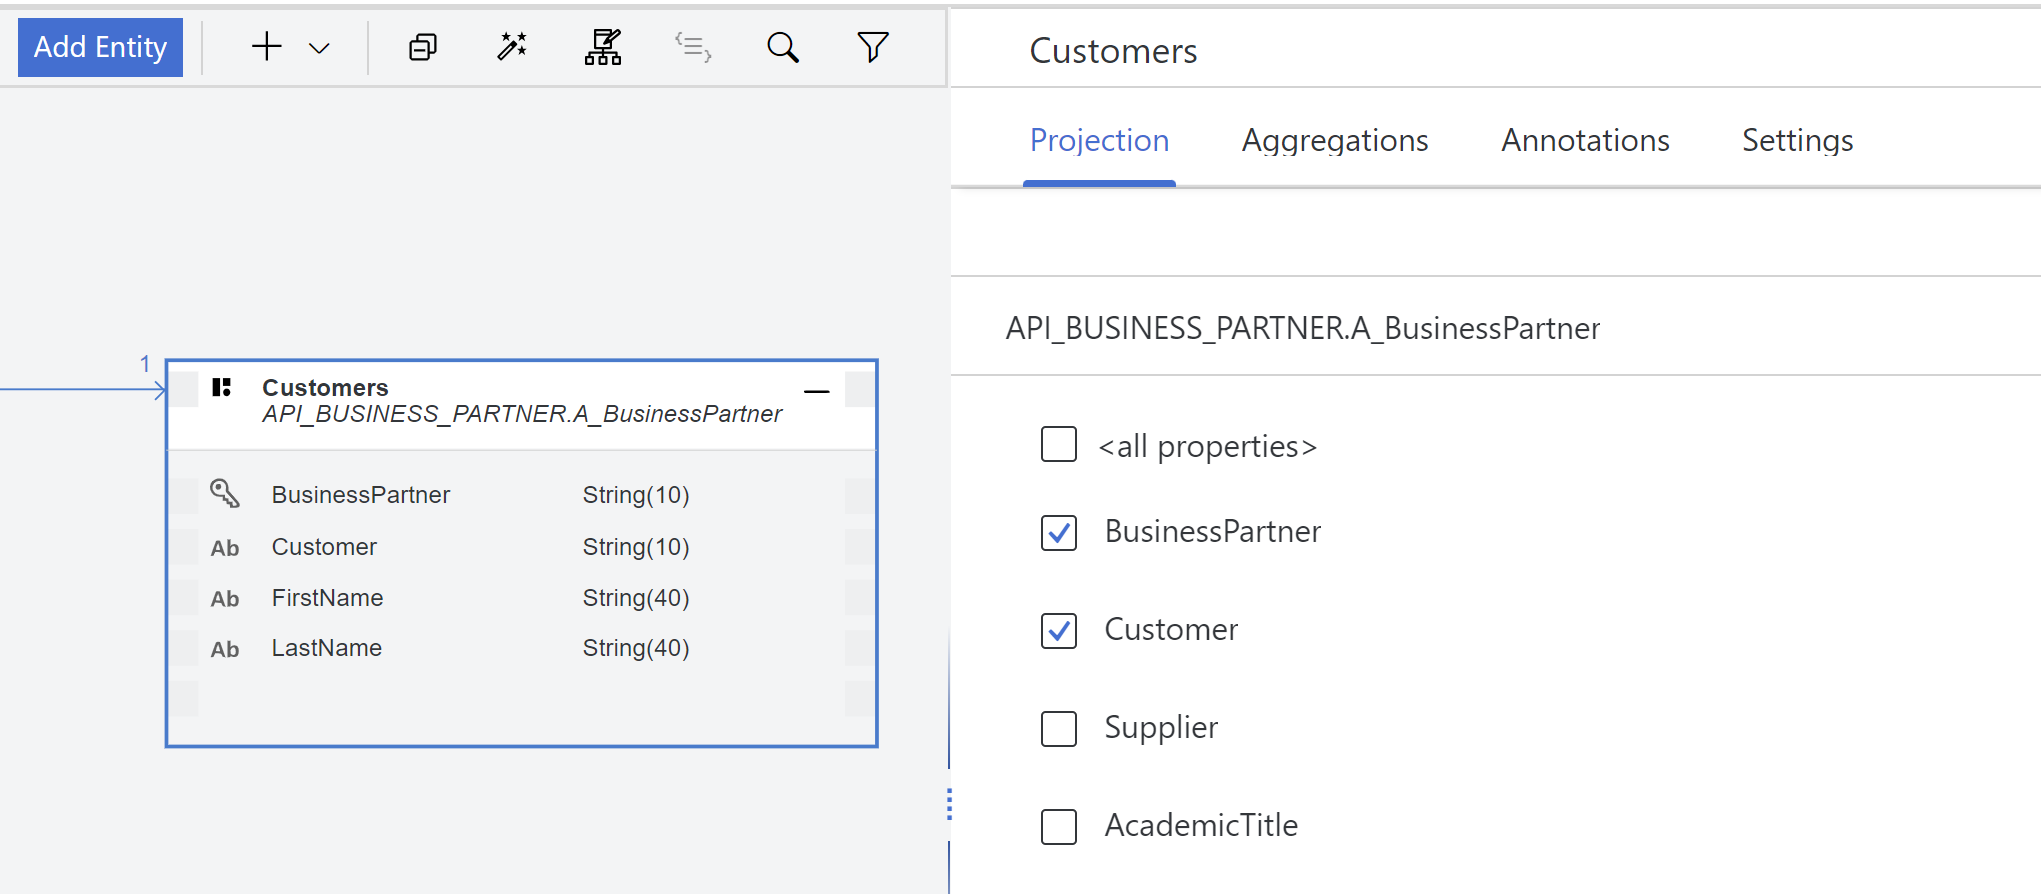 Add Entity
Customers
Projection Aggregations Annotations Settings
API_BUSINESS_PARTNER.A_BusinessPartner
<all properties>
BusinessPartner
Customer
Supplier
AcademicTitle
1
Customers
API_BUSINESS_PARTNER.A_BusinessPartner
BusinessPartner String(10)
Ab Customer String(10)
Ab FirstName String(40)
Ab LastName String(40)